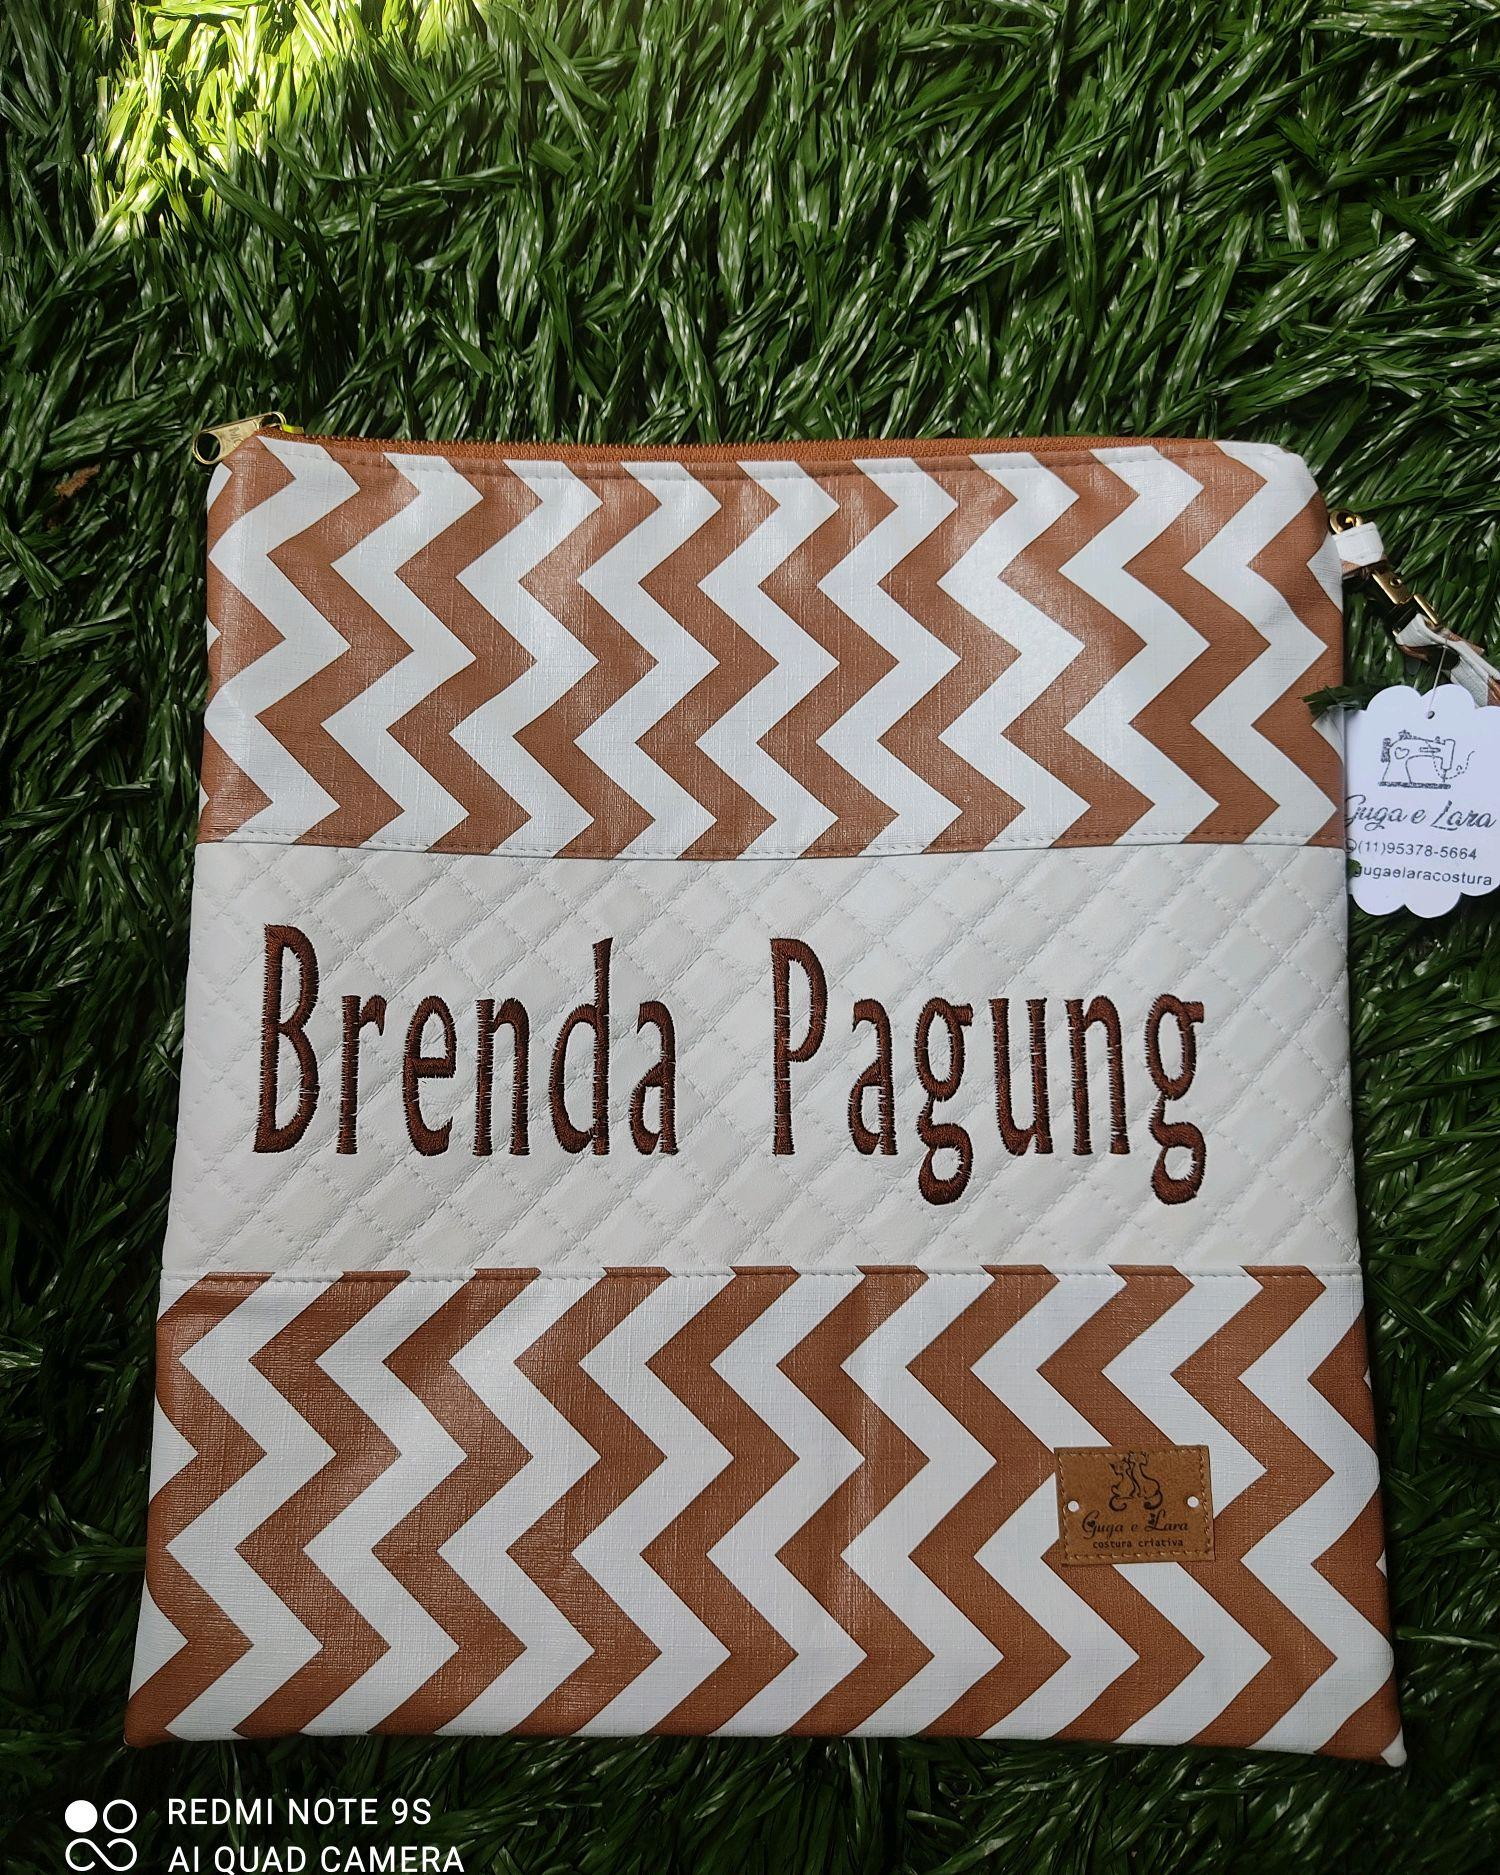 Guga e Lara
(11)95378-5664
gugaelaracostura
Brenda Pagung
Guga e Lara
costura criativa
REDMI NOTE 9S
AI QUAD CAMERA